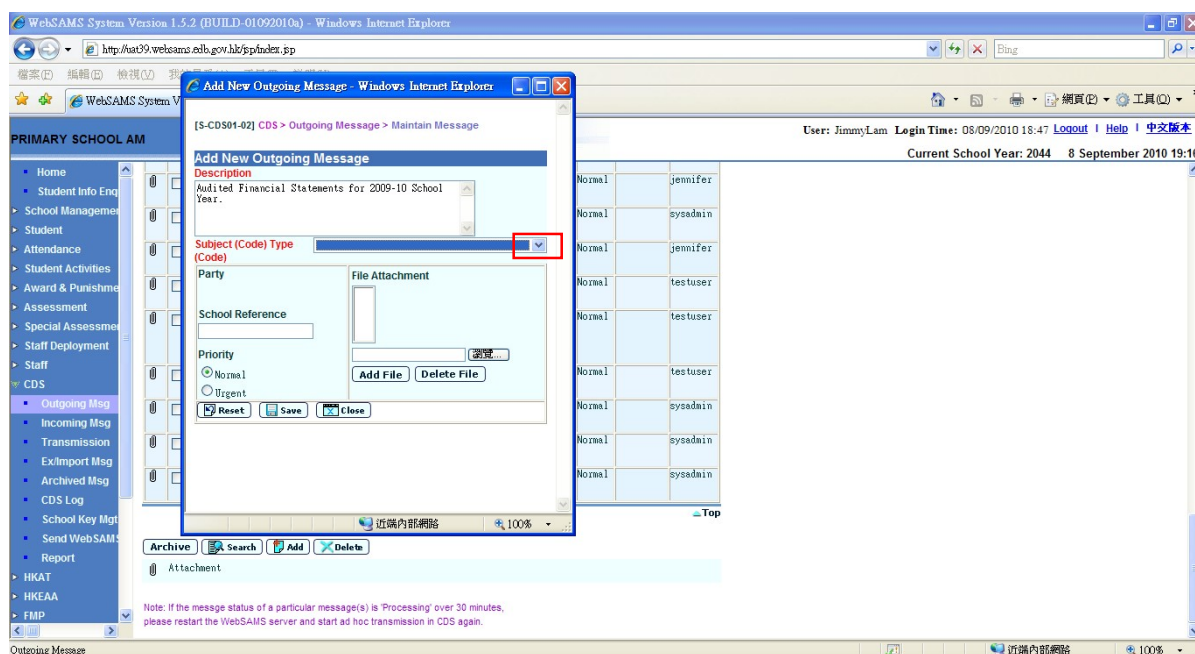 WebSAMS System Version 1.5.2 (BUILD-01092010a) - Windows Internet Explorer
http://uat39.websams.edb.gov.hk/jsp/index.jsp
Bing
檔案(F) 編輯(E) 檢視(V)
WebSAMS System V
網頁(P) 工具(O)
PRIMARY SCHOOL AM
User: JimmyLam Login Time: 08/09/2010 18:47 Logout | Help | 中文版本
Current School Year: 2044 8 September 2010 19:16
Home
Student Info Enq
School Managemen
Student
Attendance
Student Activities
Award & Punishme
Assessment
Special Assessmen
Staff Deployment
Staff
CDS
Outgoing Msg
Incoming Msg
Transmission
Ex/Import Msg
Archived Msg
CDS Log
School Key Mgt
Send WebSAMS
Report
HKAT
HKEAA
FMP
Add New Outgoing Message - Windows Internet Explorer
[S-CDS01-02] CDS > Outgoing Message > Maintain Message
Add New Outgoing Message
Description
Audited Financial Statements for 2009-10 School
Year.
Subject (Code) Type
(Code)
Party
File Attachment
School Reference
Priority
瀏覽...
Normal
Add File Delete File
Urgent
Reset Save Close
近端內部網路 100%
Normal jennifer
Normal sysadmin
Normal jennifer
Normal testuser
Normal testuser
Normal testuser
Normal sysadmin
Normal sysadmin
Normal sysadmin
Top
Archive Search Add Delete
Attachment
Note: If the messge status of a particular message(s) is 'Processing' over 30 minutes,
please restart the WebSAMS server and start ad hoc transmission in CDS again.
Outgoing Message
近端內部網路 100%